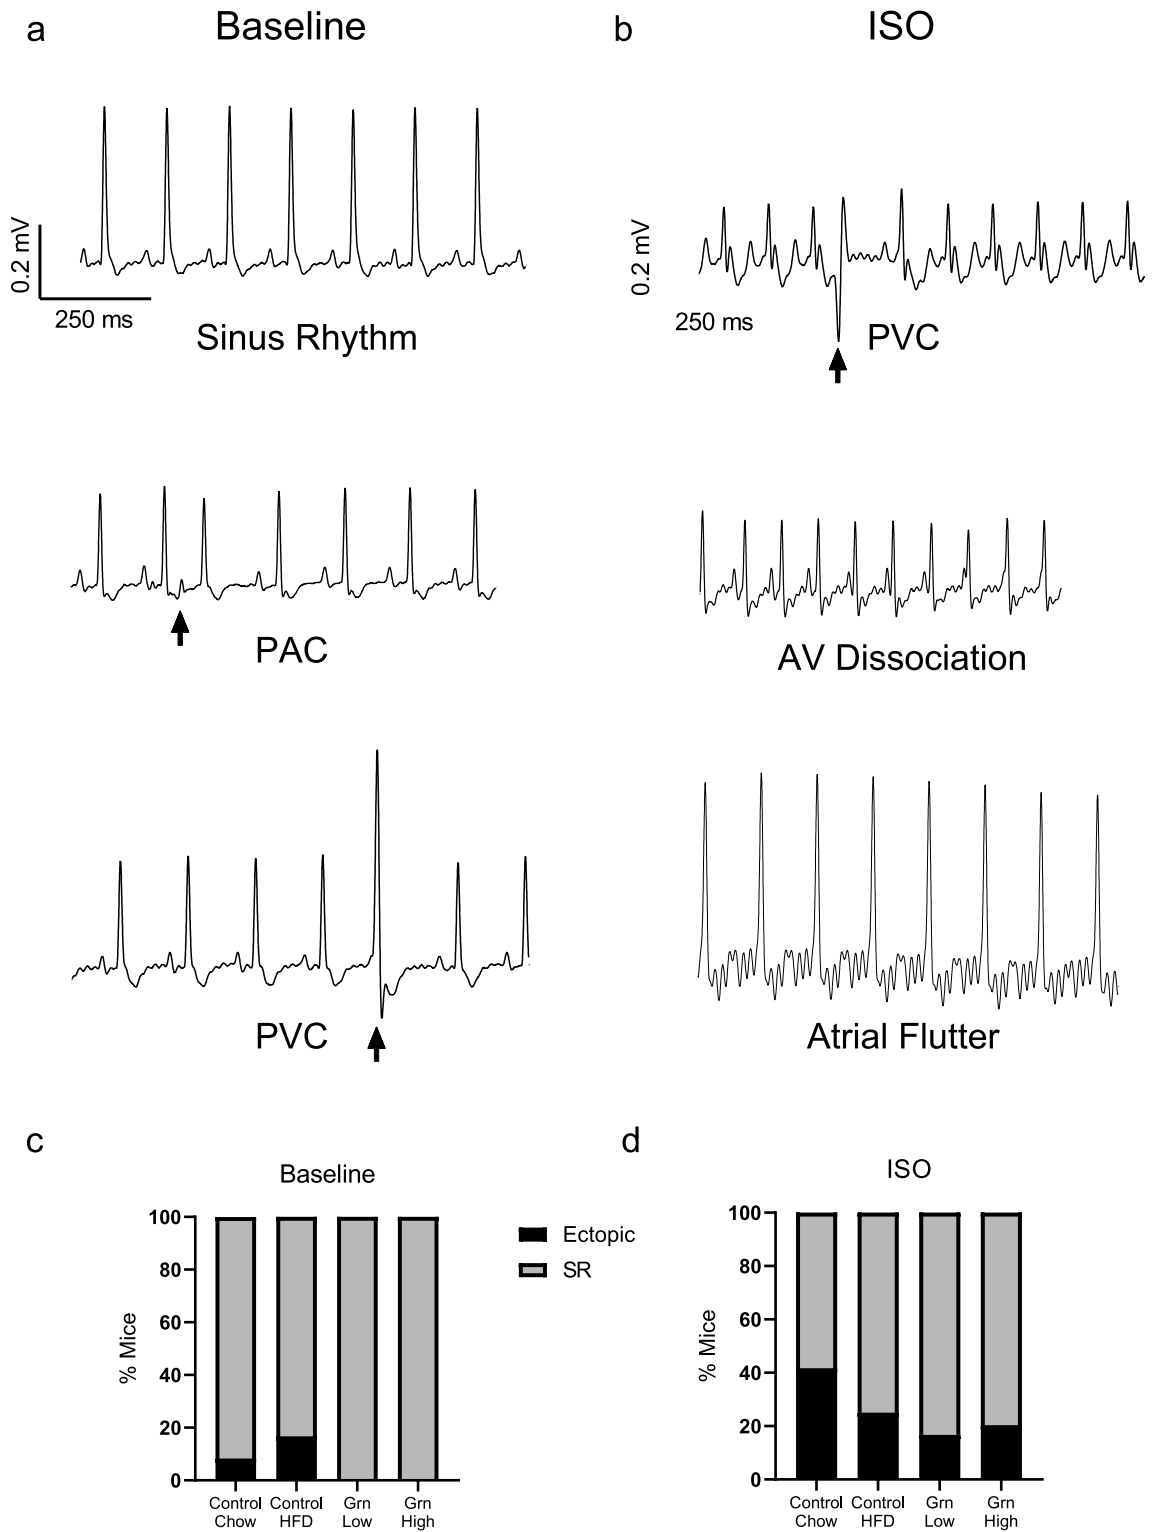 a
Baseline
b
ISO
0.2 mV
250 ms
Sinus Rhythm
0.2 mV
250 ms
PVC
PAC
AV Dissociation
PVC
Atrial Flutter
c
Baseline
% Mice
100
80
60
40
20
0
Control
Chow
Control
HFD
Grn
Low
Grn
High
Ectopic
SR
d
ISO
% Mice
100
80
60
40
20
0
Control
Chow
Control
HFD
Grn
Low
Grn
High